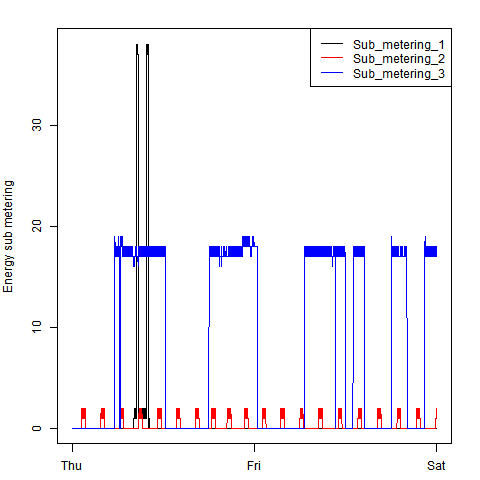 Sub_metering_1
Sub_metering_2
Sub_metering_3
Energy sub metering
30
20
10
0
Thu
Fri
Sat